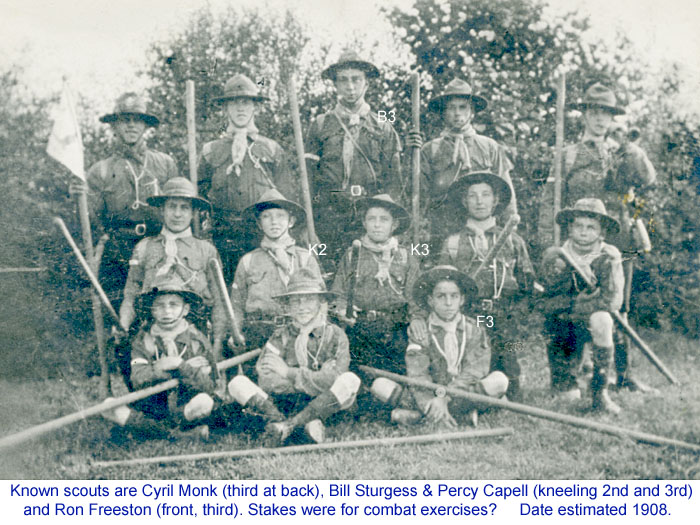 B3
K2
K3
F3
Known scouts are Cyril Monk (third at back), Bill Sturgess & Percy Capell (kneeling 2nd and 3rd)
and Ron Freeston (front, third). Stakes were for combat exercises? Date estimated 1908.